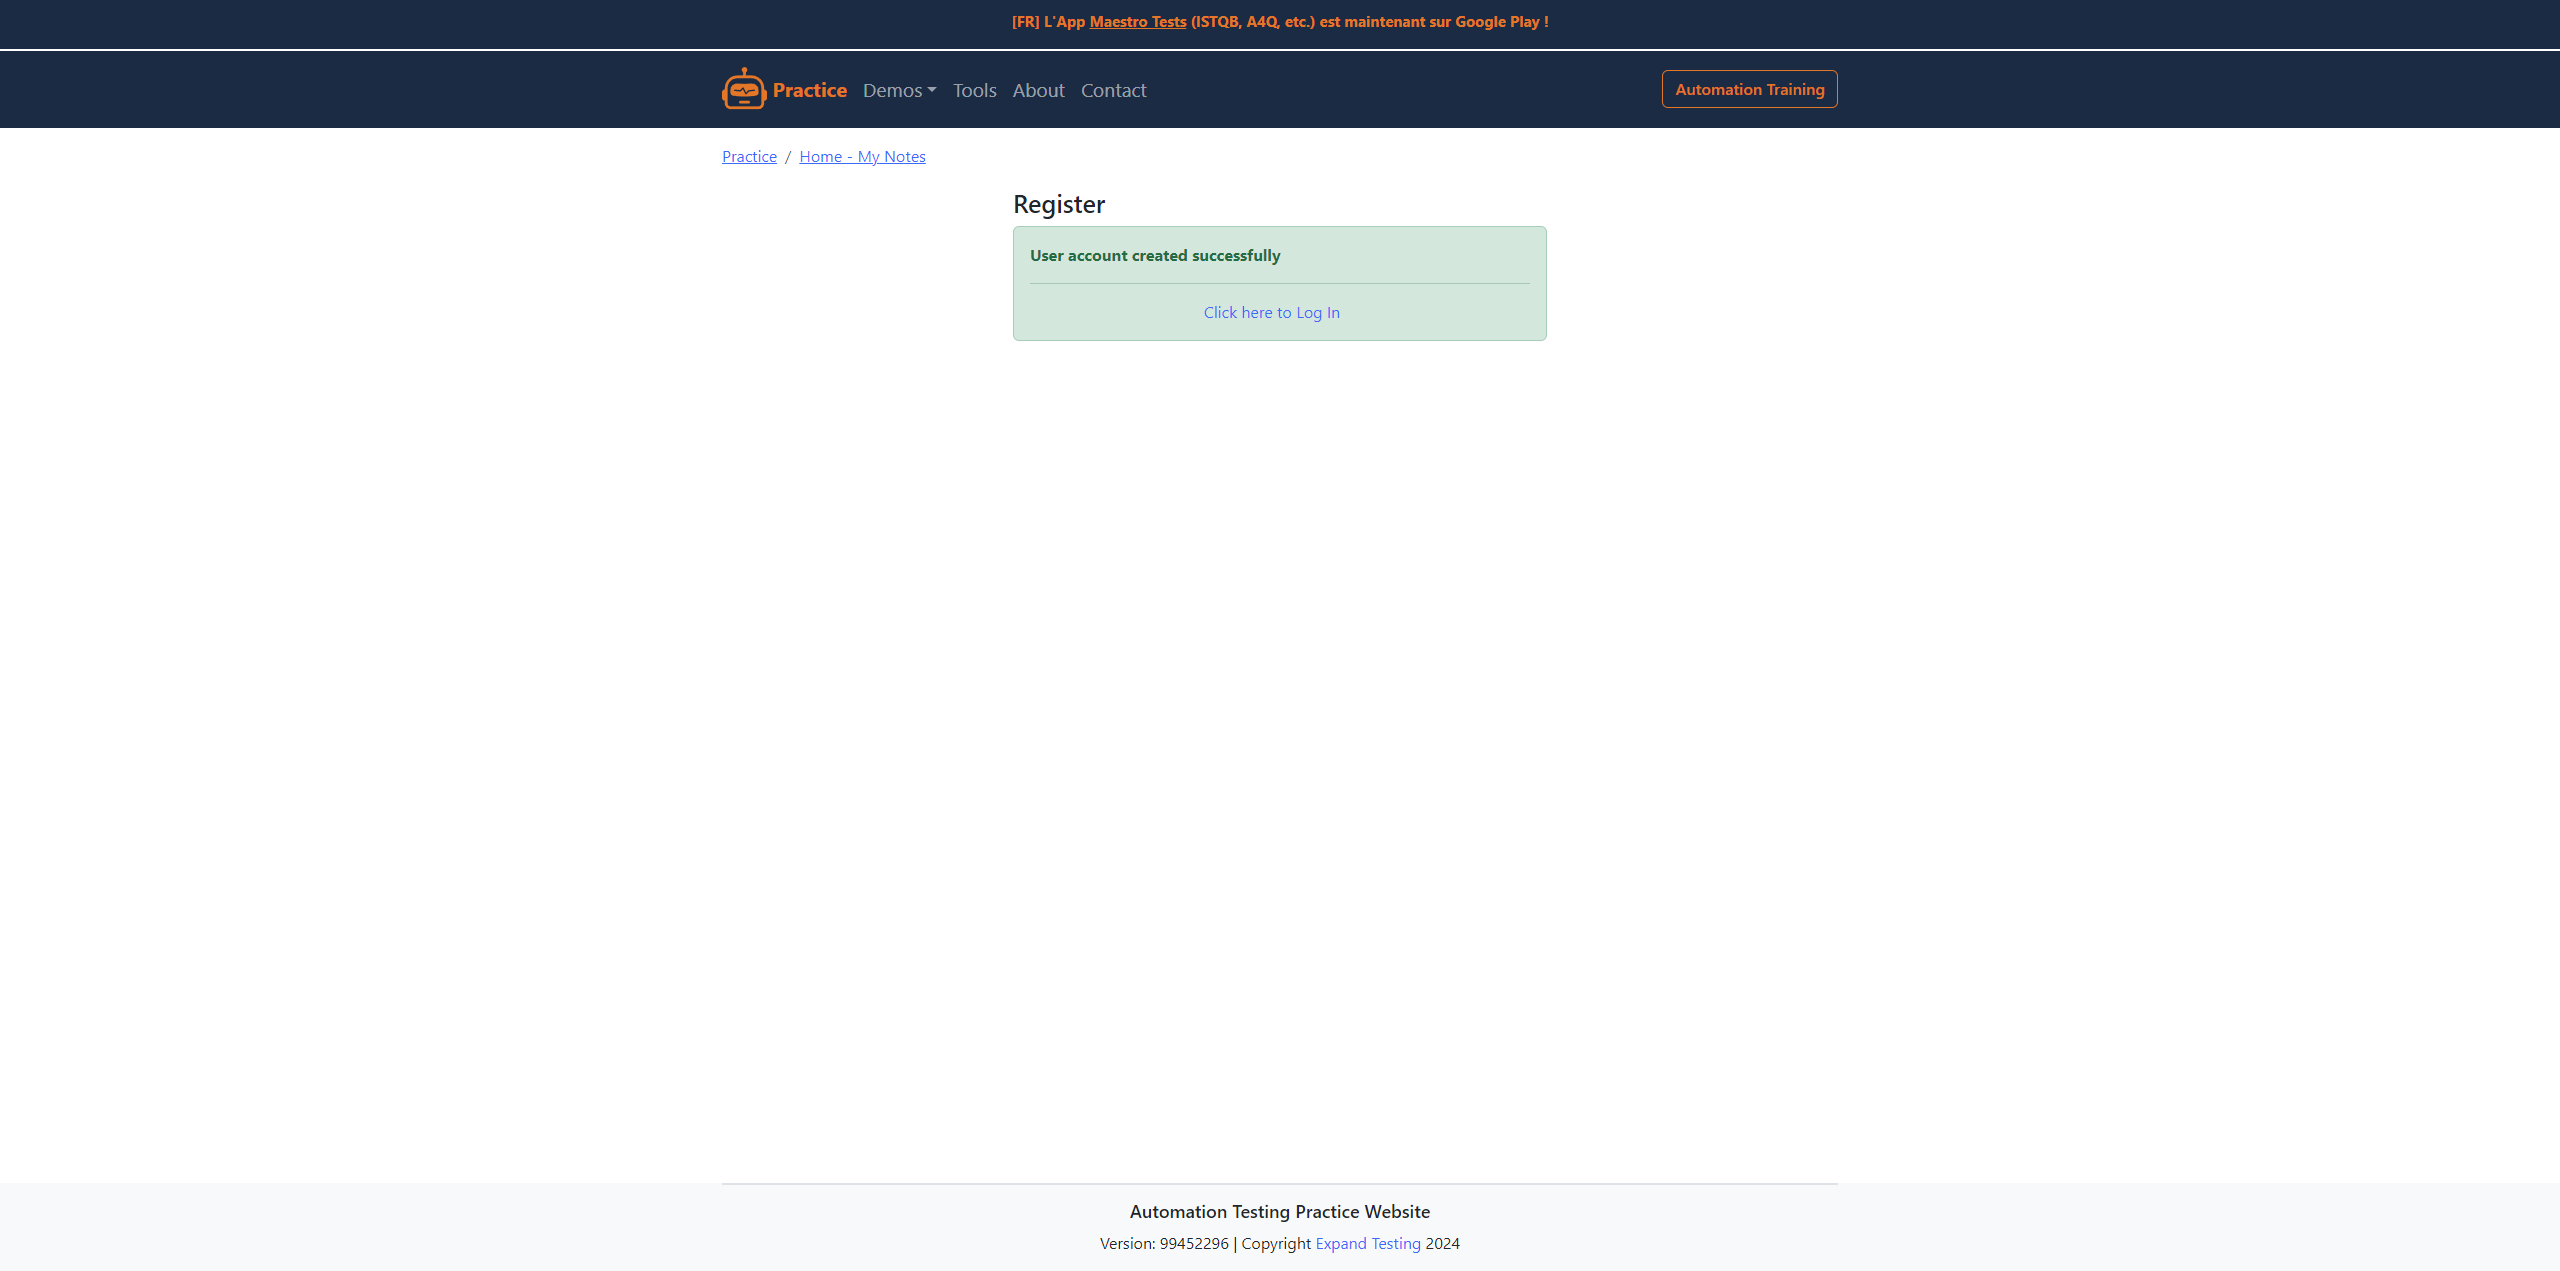 [FR] L'App Maestro Tests (ISTQB, A4Q, etc.) est maintenant sur Google Play !
Practice Demos Tools About Contact Automation Training
Practice / Home - My Notes
Register
User account created successfully
Click here to Log In
Automation Testing Practice Website
Version: 99452296 | Copyright Expand Testing 2024